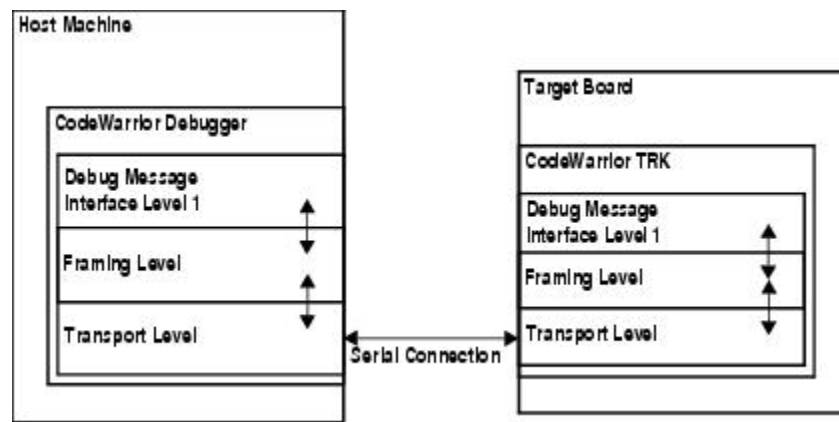 Host Machine
CodeWarrior Debugger
Debug Message
Interface Level 1
Framing Level
Transport Level
Serial Connection
Target Board
CodeWarrior TRK
Debug Message
Interface Level 1
Framing Level
Transport Level